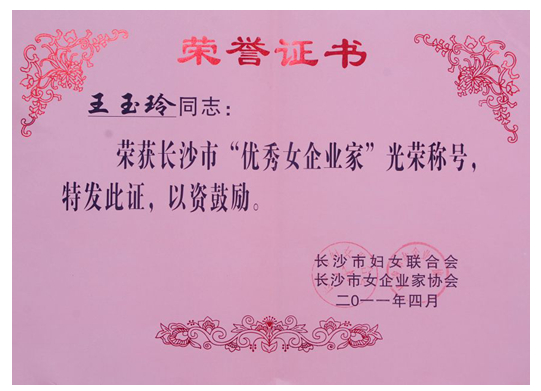 荣誉证书
王玉玲同志：
荣获长沙市“优秀女企业家”光荣称号，
特发此证，以资鼓励。
长沙市妇女联合会
长沙市女企业家协会
二0一一年四月